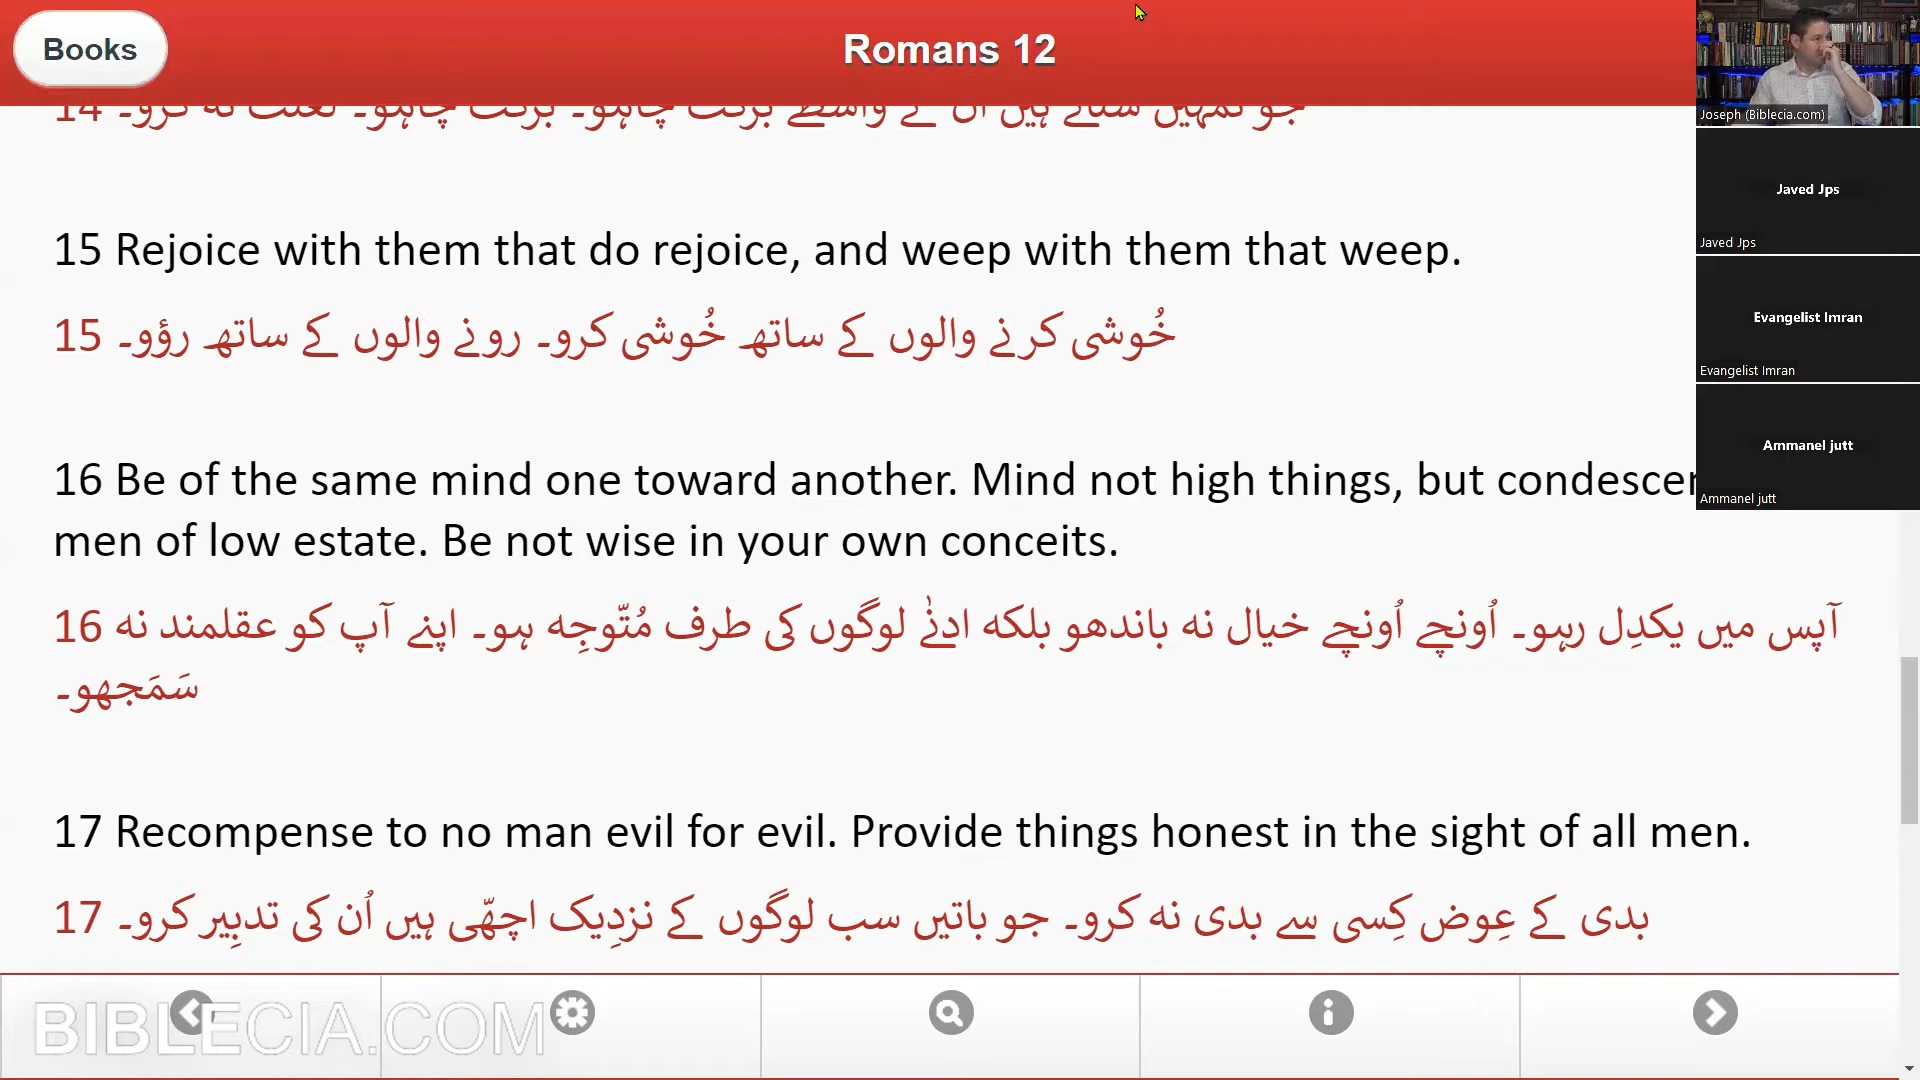 Books
Romans 12
15 Rejoice with them that do rejoice, and weep with them that weep.
15 خُوشی کرنے والوں کے ساتھ خُوشی کرو۔ رونے والوں کے ساتھ رؤو۔
16 Be of the same mind one toward another. Mind not high things, but
men of low estate. Be not wise in your own conceits.
16 آپس میں یکدِل رہو۔ اُونچے اُونچے خیال نہ باندھو بلکہ ادنےٰ لوگوں کی طرف مُتّوجِہ ہو۔ اپنے آپ کو عقلمند نہ
سَمَجھو۔
17 Recompense to no man evil for evil. Provide things honest in the sight of all men.
17 بدی کے عِوض کِسی سے بدی نہ کرو۔ جو باتیں سب لوگوں کے نزدِیک اچھّی ہیں اُن کی تدبِیر کرو۔
BIBLECIA.COM
Joseph (Biblecia.com)
Javed Jps
Javed Jps
Evangelist Imran
Evangelist Imran
Ammanel jutt
Ammanel jutt